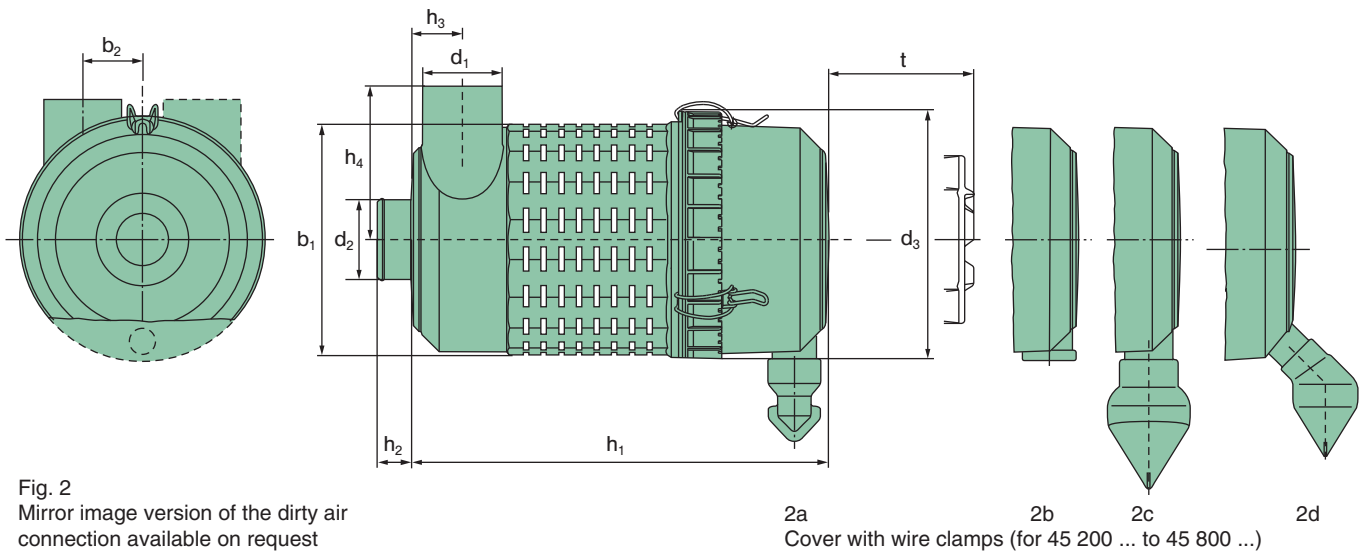 h₃
b₂
d₁
t
h₄
b₁
d₂
d₃
h₂
h₁
Fig. 2
Mirror image version of the dirty air
connection available on request
2a 2b 2c 2d
Cover with wire clamps (for 45 200 ... to 45 800 ...)